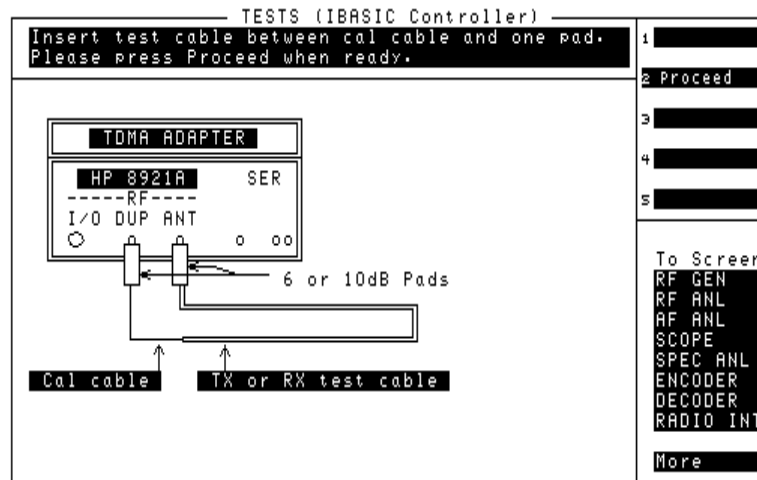 TESTS (IBASIC Controller)
Insert test cable between cal cable and one pad.
Please press Proceed when ready.
1
2 Proceed
3
4
5
TDMA ADAPTER
HP 8921A SER
-----RF----
I/O DUP ANT
6 or 10dB Pads
Cal cable
TX or RX test cable
To Screen
RF GEN
RF ANL
AF ANL
SCOPE
SPEC ANL
ENCODER
DECODER
RADIO INT
More